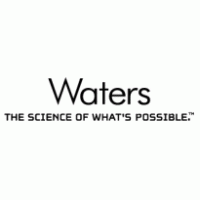 Waters
THE SCIENCE OF WHAT'S POSSIBLE.™